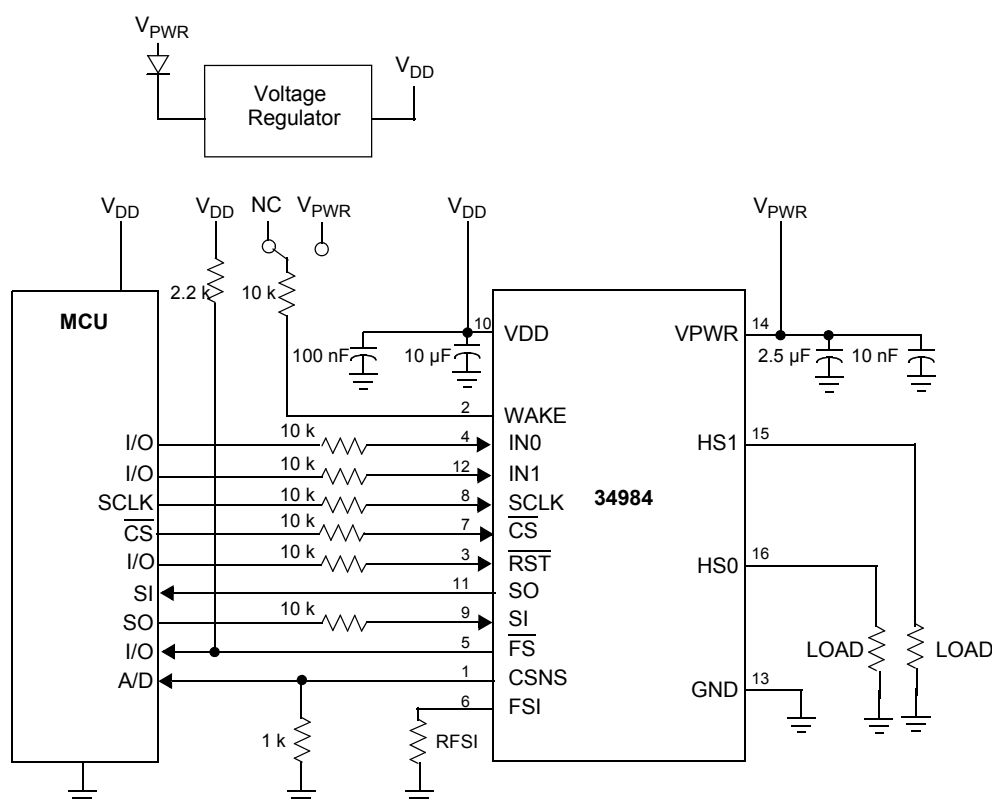 VPWR
VDD
Voltage
Regulator
VDD
VDD
NC
VPWR
VDD
VPWR
2.2 k
10 k
MCU
10
VDD
VPWR
14
100 nF
10 µF
2.5 µF
10 nF
2
WAKE
I/O
10 k
4
IN0
HS1
15
I/O
10 k
12
IN1
SCLK
10 k
8
SCLK
34984
CS
10 k
7
CS
I/O
10 k
3
RST
HS0
16
SI
11
SO
SO
10 k
9
SI
I/O
5
FS
LOAD
LOAD
A/D
1
CSNS
GND
13
6
FSI
1 k
RFSI